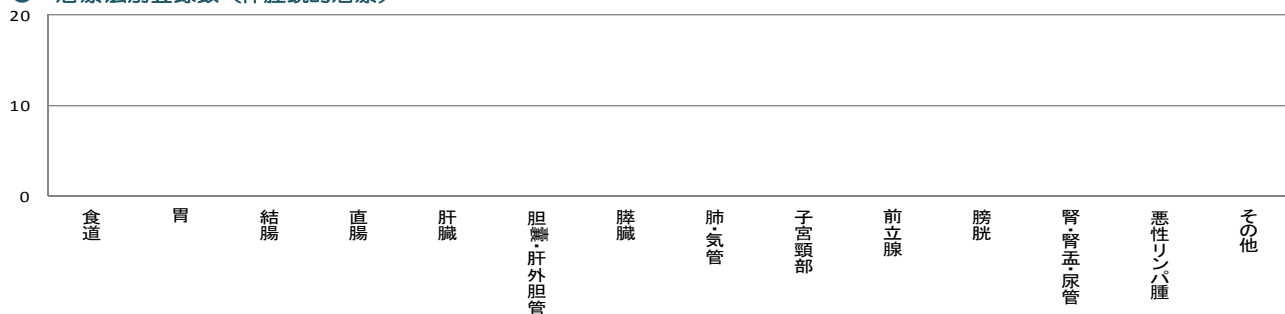 20
10
0
食道
胃
結腸
直腸
肝臓
胆嚢・肝外胆管
膵臓
肺・気管
子宮頸部
前立腺
膀胱
腎・腎盂・尿管
悪性リンパ腫
その他